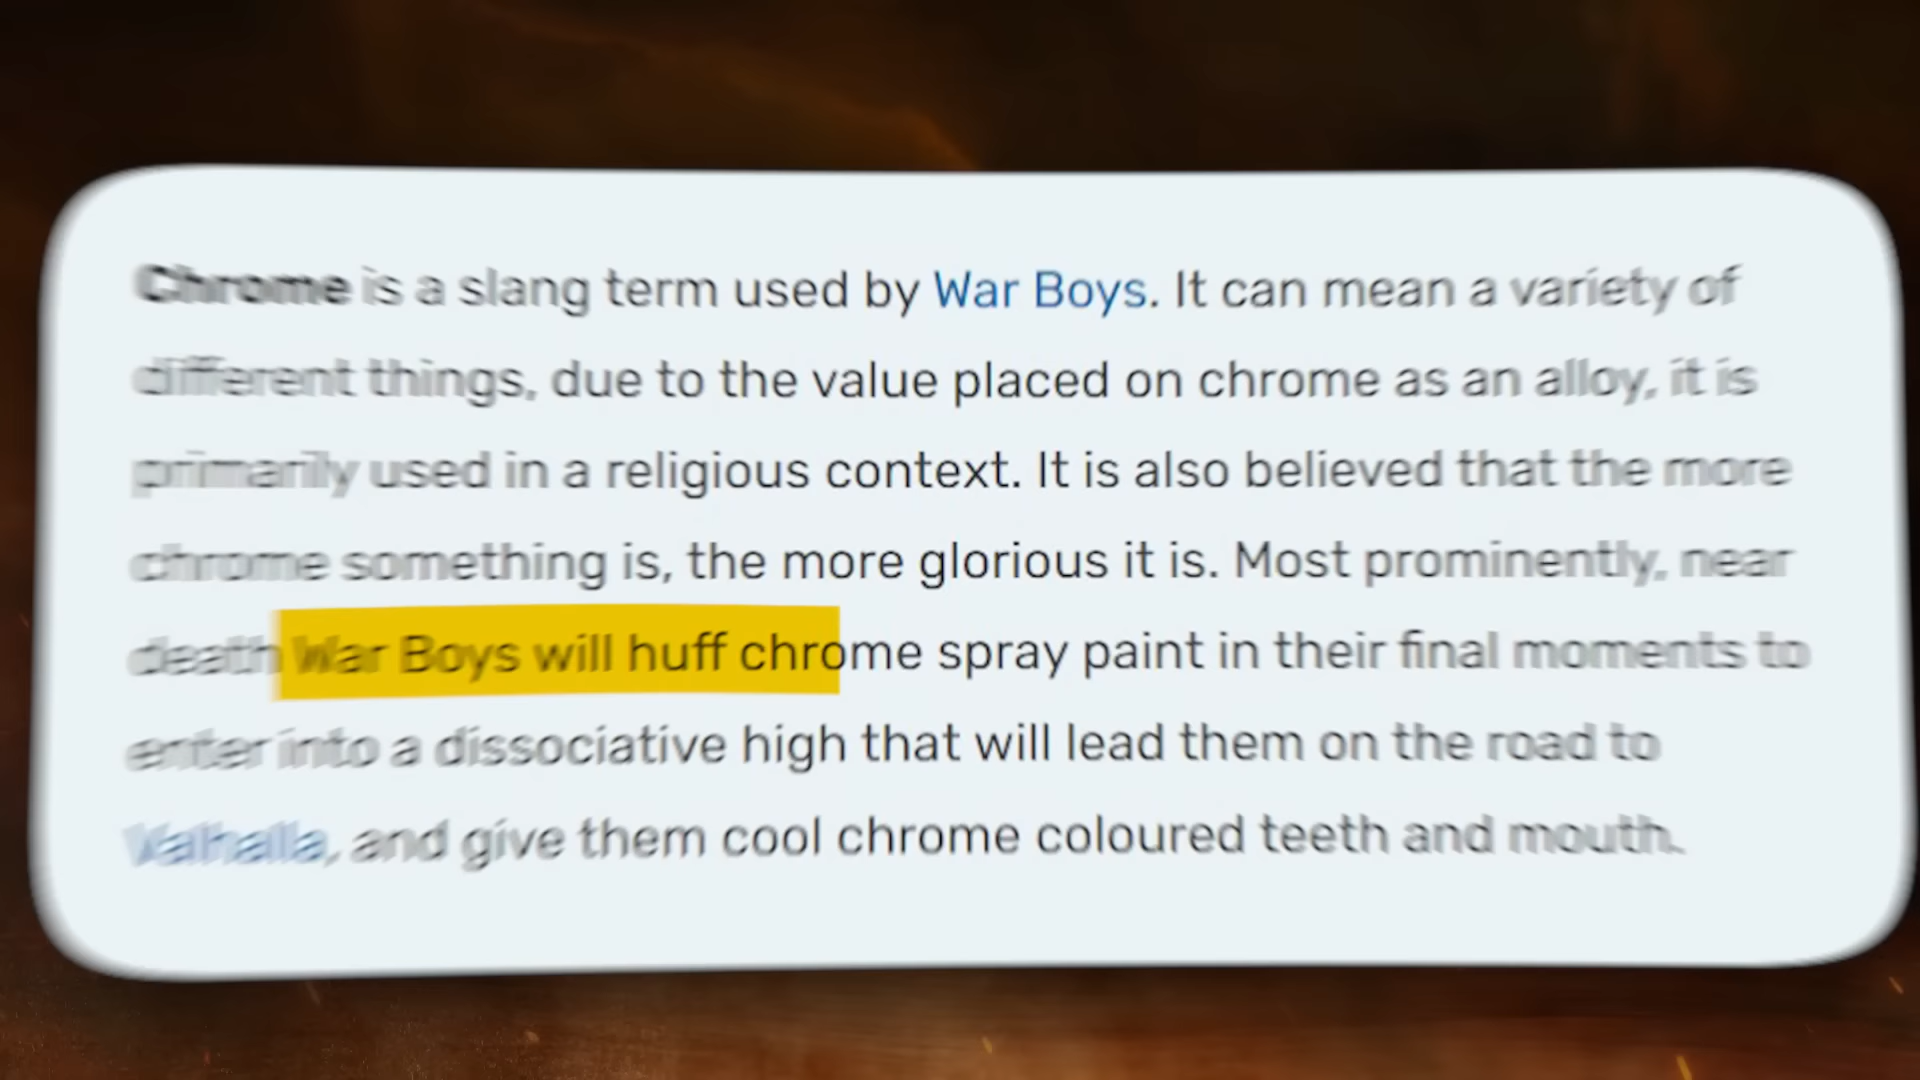 Chrome is a slang term used by War Boys. It can mean a variety of
different things, due to the value placed on chrome as an alloy, it is
primarily used in a religious context. It is also believed that the more
chrome something is, the more glorious it is. Most prominently, near
death War Boys will huff chrome spray paint in their final moments to
enter into a dissociative high that will lead them on the road to
Valhalla, and give them cool chrome coloured teeth and mouth.